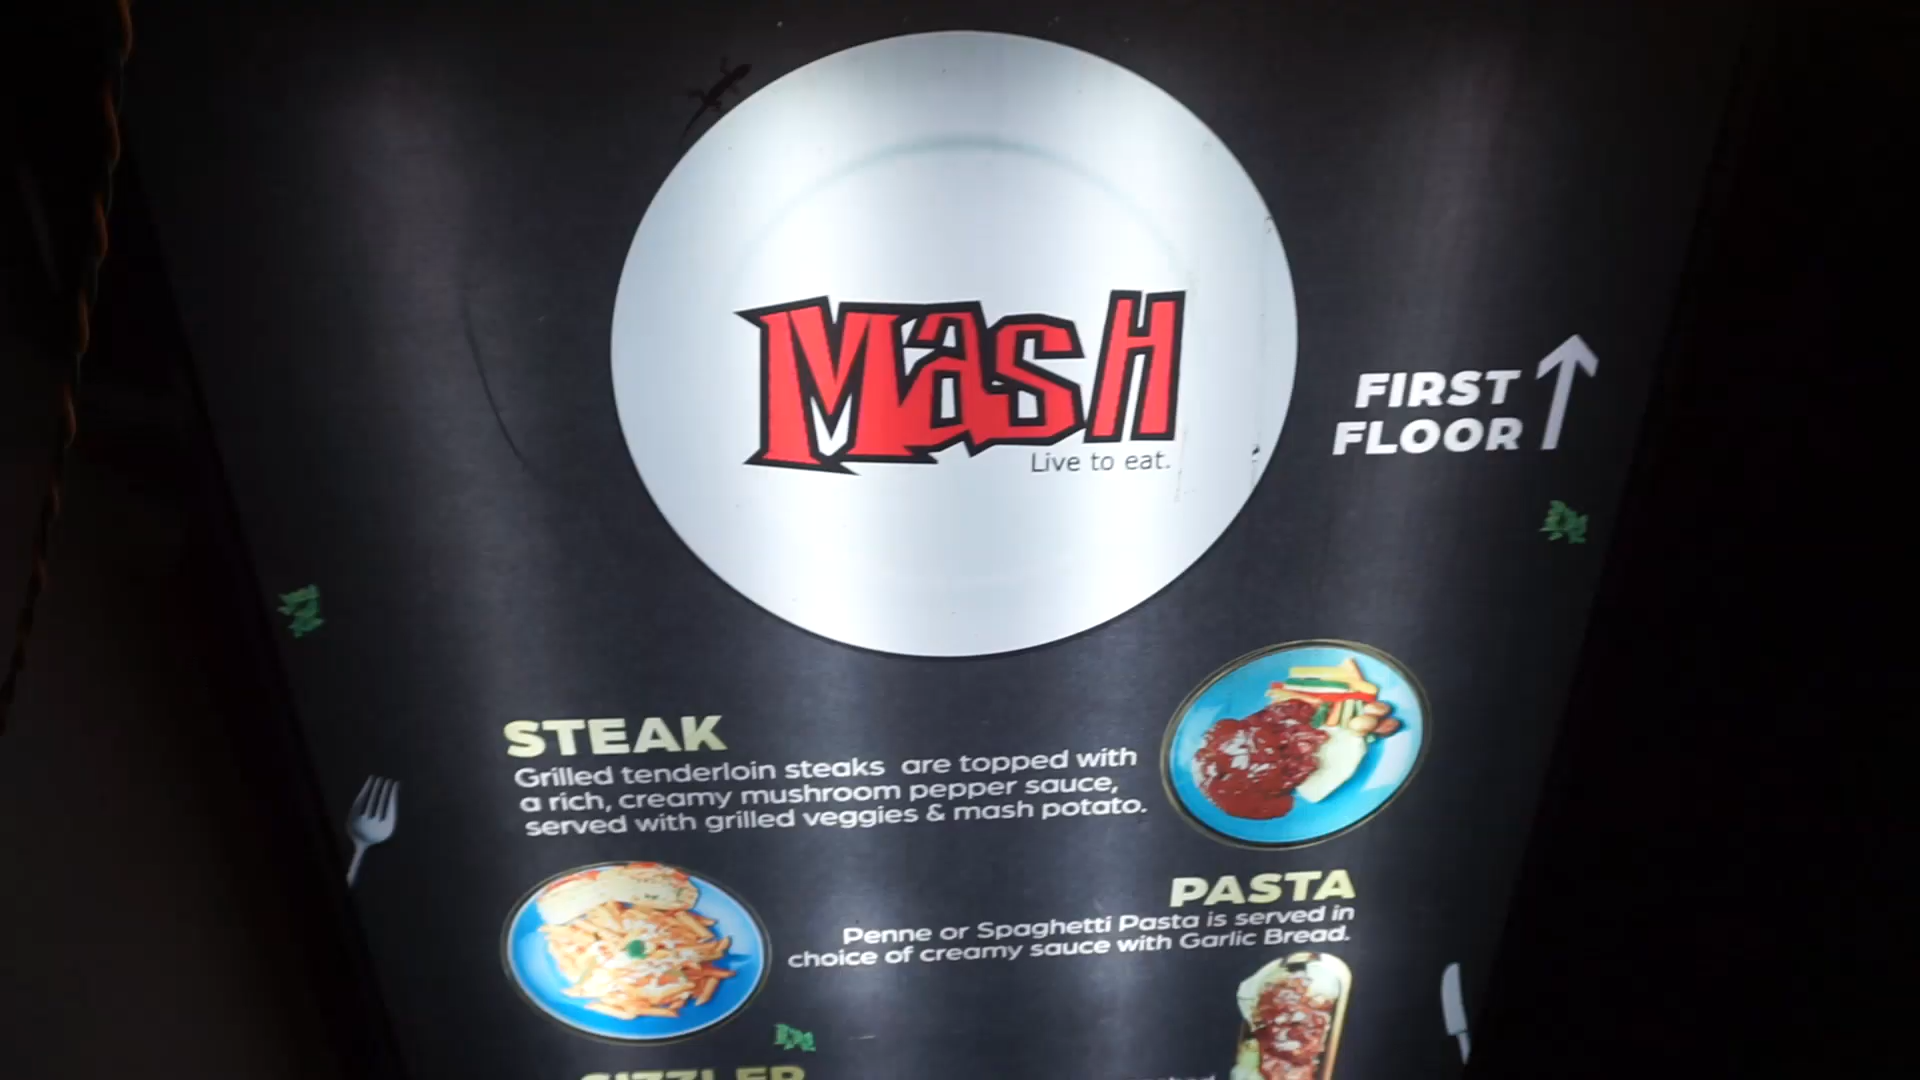 MasH
Live to eat.
FIRST
FLOOR
STEAK
Grilled tenderloin steaks are topped with
a rich, creamy mushroom pepper sauce,
served with grilled veggies & mash potato.
PASTA
Penne or Spaghetti Pasta is served in
choice of creamy sauce with Garlic Bread.
SIZZLER